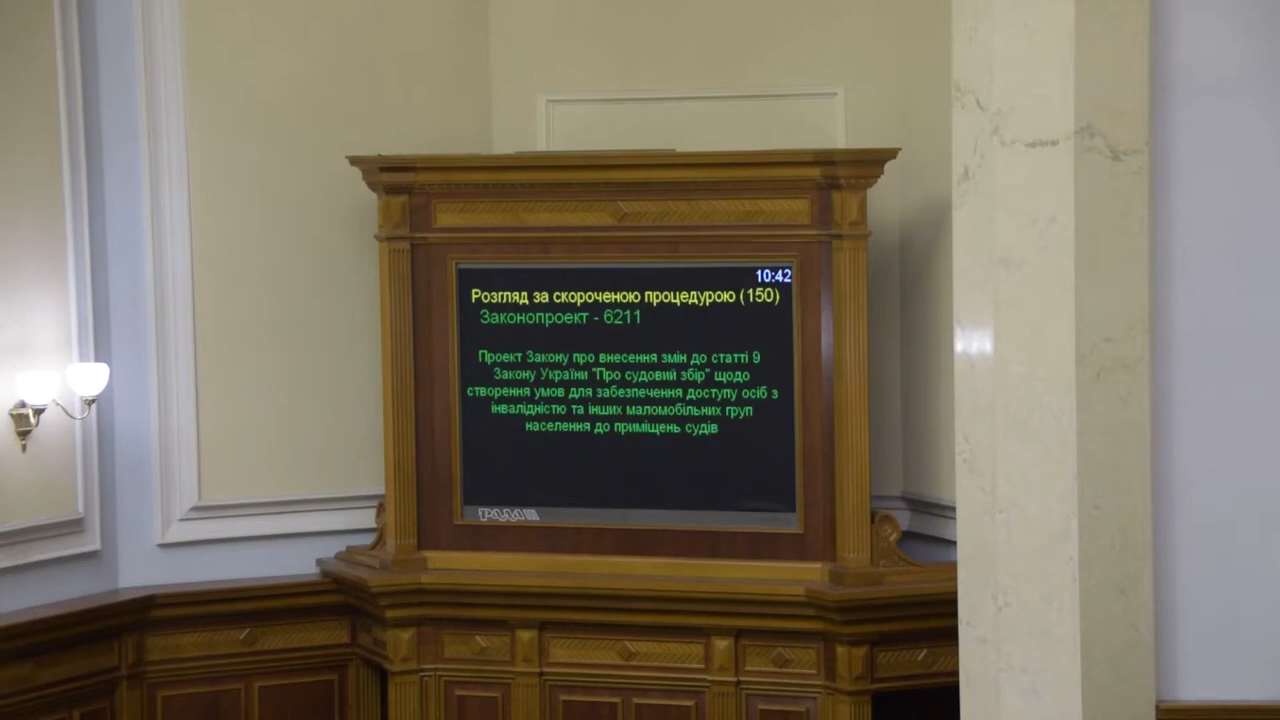 10:42
Розгляд за скороченою процедурою (150)
Законопроект - 6211
Проект Закону про внесення змін до статті 9
Закону України "Про судовий збір" щодо
створення умов для забезпечення доступу осіб з
інвалідністю та інших маломобільних груп
населення до приміщень судів
РАДА